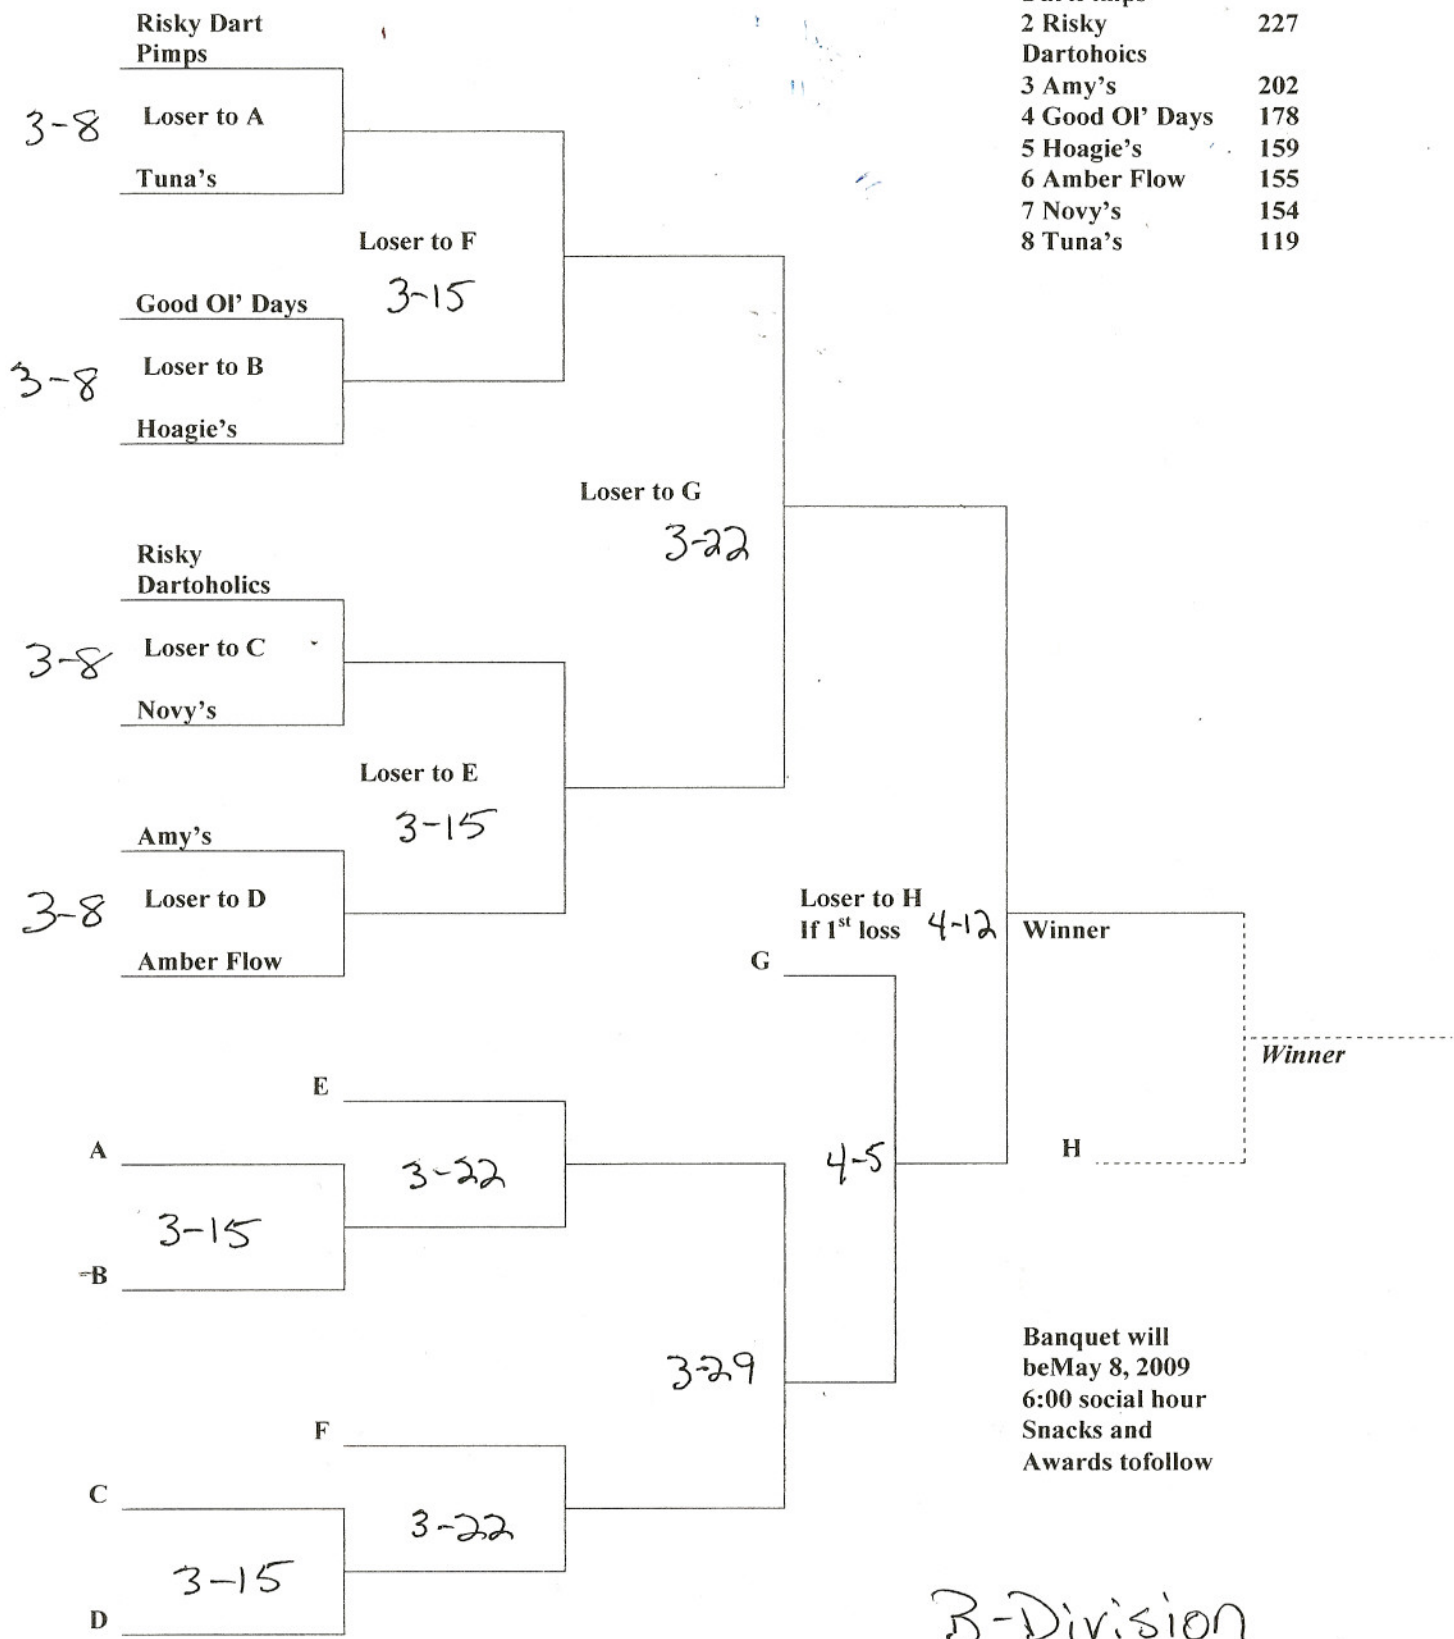 Risky Dart
Pimps
3-8
Loser to A
Tuna's
Loser to F
3-15
Good Ol' Days
3-8
Loser to B
Hoagie's
Loser to G
3-22
Risky
Dartoholics
3-8
Loser to C
Novy's
Loser to E
3-15
Amy's
3-8
Loser to D
Amber Flow
2 Risky 227
Dartohoics
3 Amy's 202
4 Good Ol' Days 178
5 Hoagie's 159
6 Amber Flow 155
7 Novy's 154
8 Tuna's 119
Loser to H
If 1st loss 4-12
Winner
G
Winner
E
A
3-22
4-5
H
3-15
B
3-29
F
C
3-22
3-15
D
Banquet will
beMay 8, 2009
6:00 social hour
Snacks and
Awards tofollow
B-Division